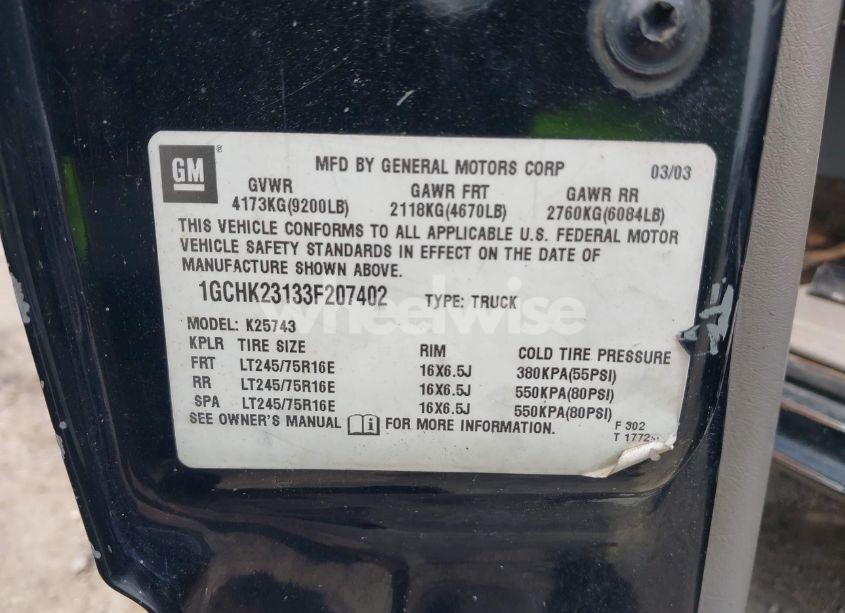 GM ®
MFD BY GENERAL MOTORS CORP 03/03
GVWR GAWR FRT GAWR RR
4173KG(9200LB) 2118KG(4670LB) 2760KG(6084LB)
THIS VEHICLE CONFORMS TO ALL APPLICABLE U.S. FEDERAL MOTOR
VEHICLE SAFETY STANDARDS IN EFFECT ON THE DATE OF
MANUFACTURE SHOWN ABOVE.
1GCHK23133F207402 TYPE: TRUCK
wheelwise
MODEL: K25743
KPLR TIRE SIZE RIM COLD TIRE PRESSURE
FRT LT245/75R16E 16X6.5J 380KPA(55PSI)
RR LT245/75R16E 16X6.5J 550KPA(80PSI)
SPA LT245/75R16E 16X6.5J 550KPA(80PSI)
SEE OWNER'S MANUAL FOR MORE INFORMATION.
F 302
T